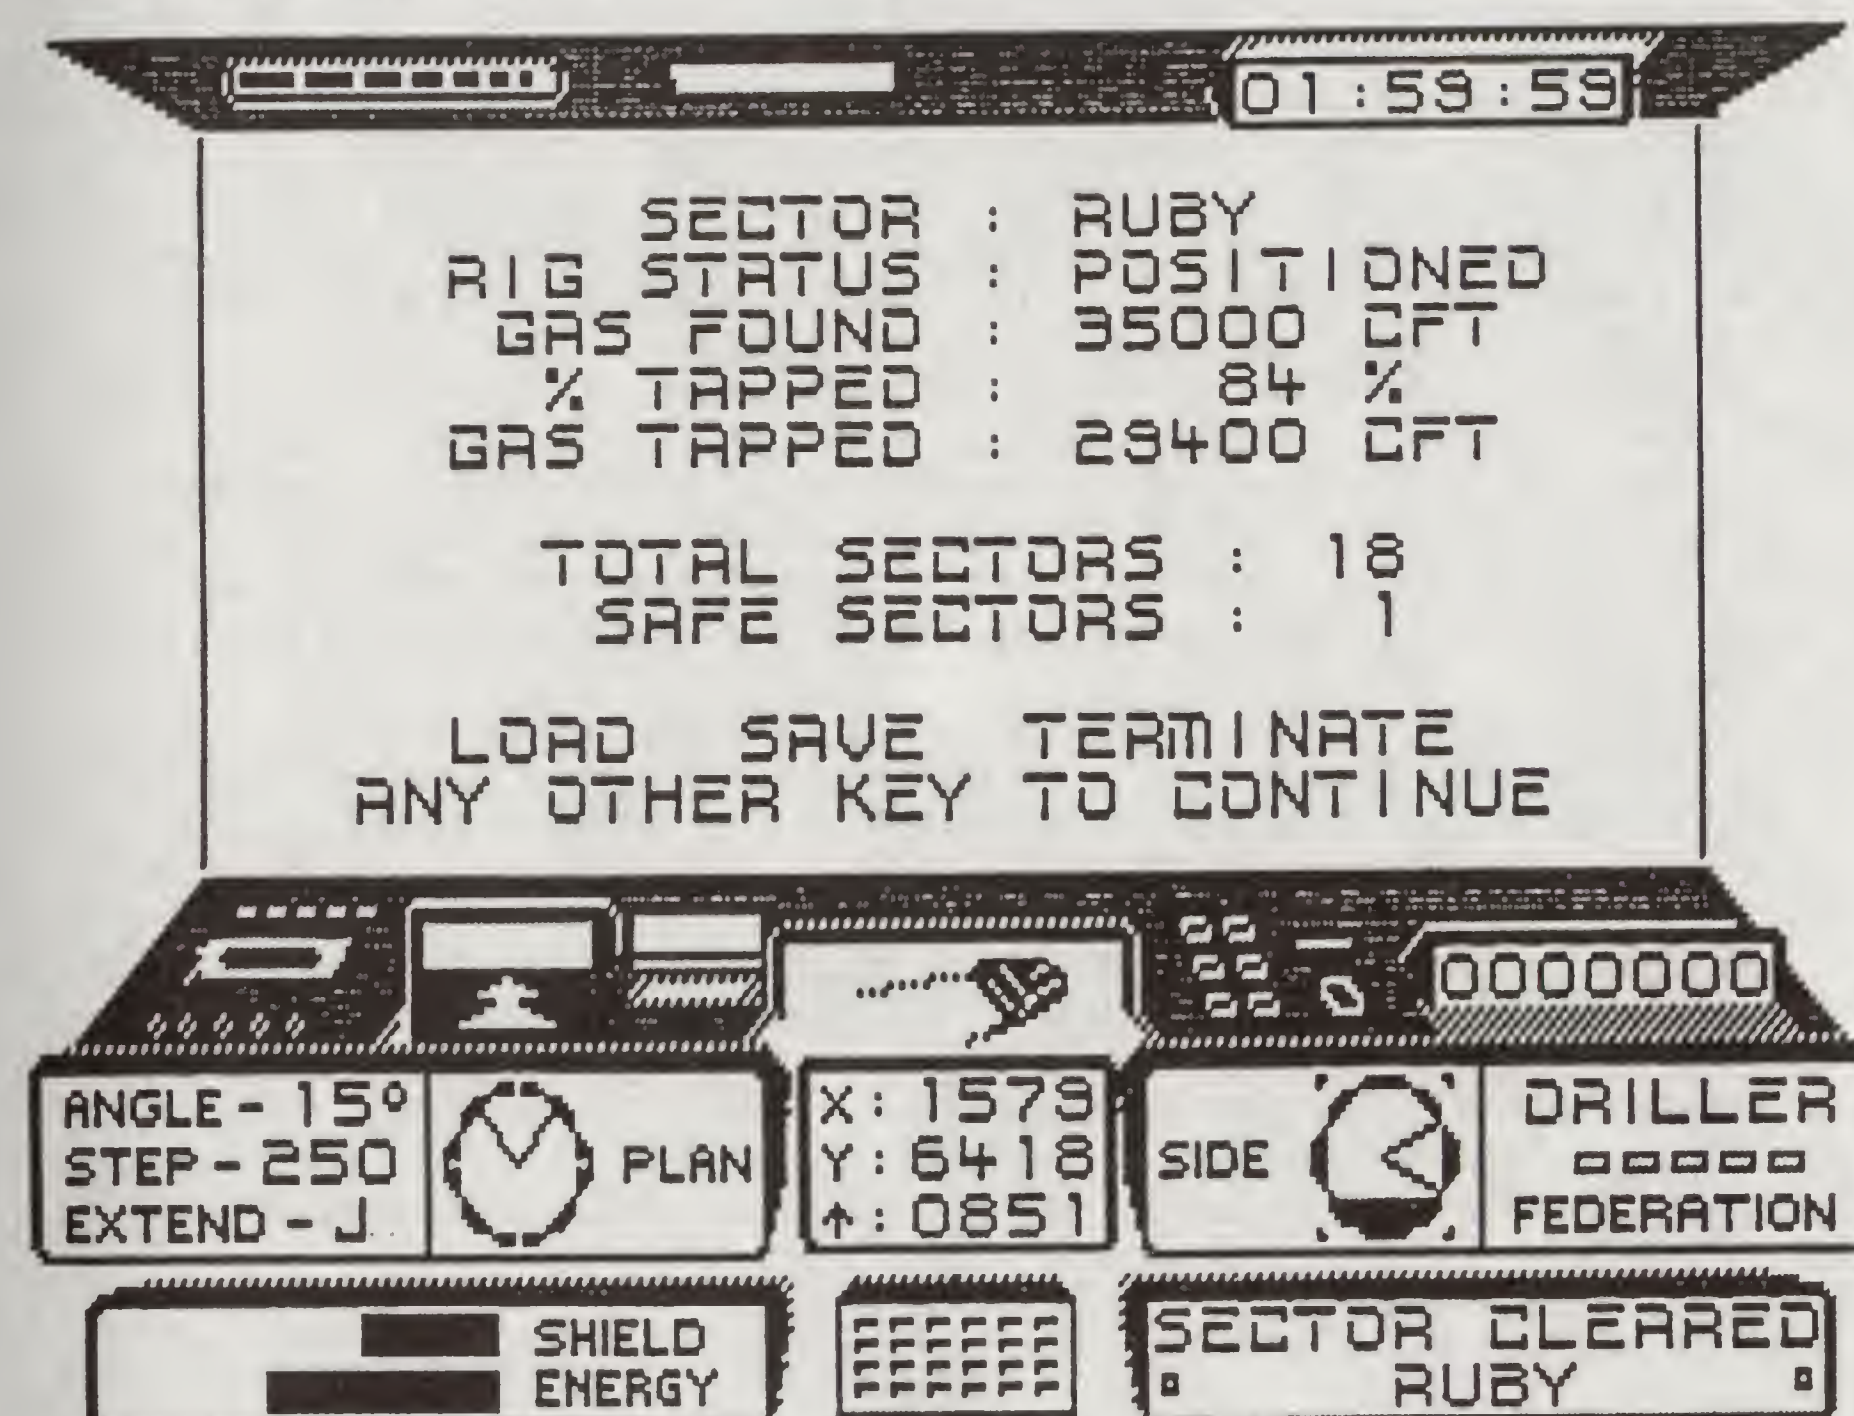 01:59:59
SECTOR : RUBY
RIG STATUS : POSITIONED
GAS FOUND : 35000 CFT
% TAPPED : 84 %
GAS TAPPED : 29400 CFT
TOTAL SECTORS : 18
SAFE SECTORS : 1
LOAD SAVE TERMINATE
ANY OTHER KEY TO CONTINUE
0000000
ANGLE - 15°
STEP - 250
EXTEND - J
PLAN
X: 1579
Y: 6418
↑: 0851
SIDE
DRILLER
FEDERATION
SHIELD
ENERGY
SECTOR CLEARED
RUBY